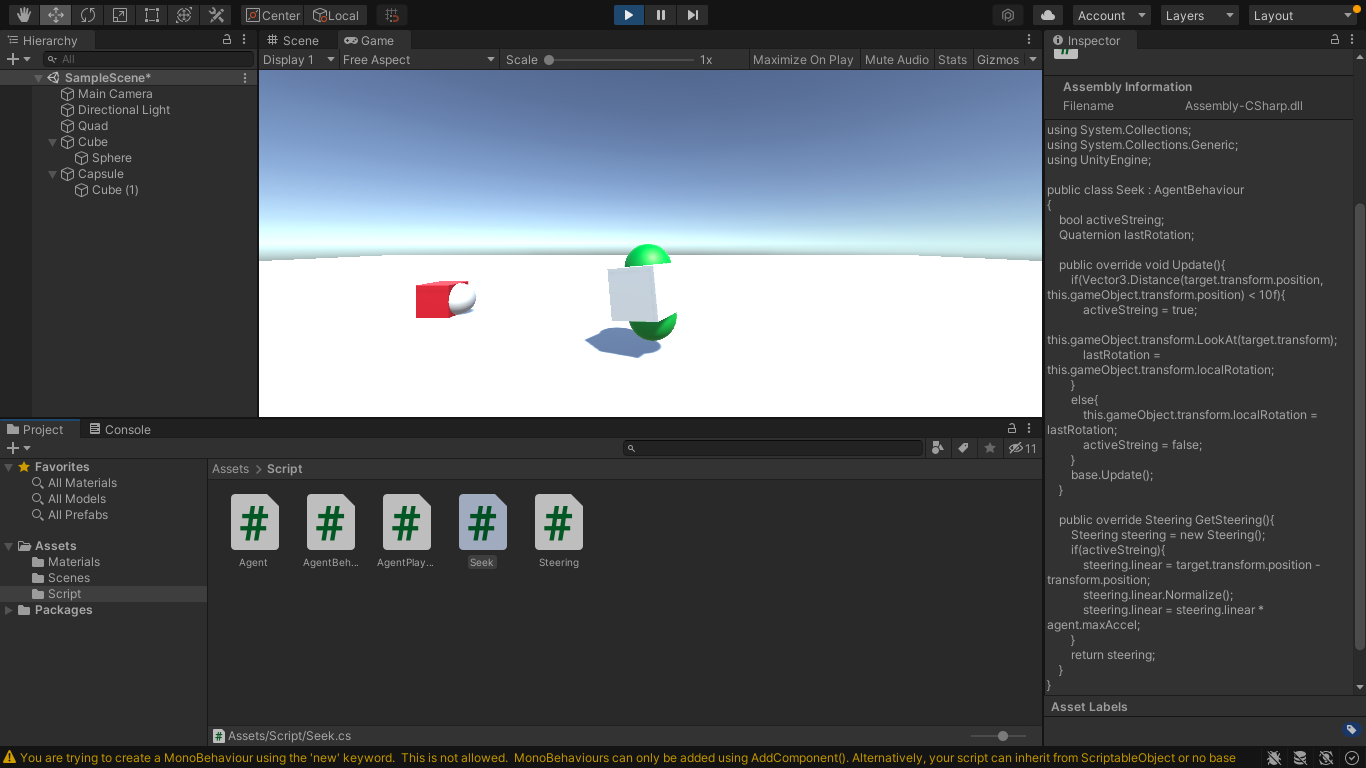 Center
Local
Account
Layers
Layout
Hierarchy
All
SampleScene*
Main Camera
Directional Light
Quad
Cube
Sphere
Capsule
Cube (1)
Scene
Game
Display 1
Free Aspect
Scale
1x
Maximize On Play
Mute Audio
Stats
Gizmos
Inspector
Assembly Information
Filename Assembly-CSharp.dll
using System.Collections;
using System.Collections.Generic;
using UnityEngine;
public class Seek : AgentBehaviour
{
bool activeStreing;
Quaternion lastRotation;
public override void Update(){
if(Vector3.Distance(target.transform.position,
this.gameObject.transform.position) < 10f){
activeStreing = true;
this.gameObject.transform.LookAt(target.transform);
lastRotation =
this.gameObject.transform.localRotation;
}
else{
this.gameObject.transform.localRotation =
lastRotation;
activeStreing = false;
}
base.Update();
}
public override Steering GetSteering(){
Steering steering = new Steering();
if(activeStreing){
steering.linear = target.transform.position -
transform.position;
steering.linear.Normalize();
steering.linear = steering.linear *
agent.maxAccel;
}
return steering;
}
}
Asset Labels
Project
Console
11
Favorites
All Materials
All Models
All Prefabs
Assets
Materials
Scenes
Script
Packages
Assets > Script
Agent
AgentBeh...
AgentPlay...
Seek
Steering
Assets/Script/Seek.cs
You are trying to create a MonoBehaviour using the 'new' keyword. This is not allowed. MonoBehaviours can only be added using AddComponent(). Alternatively, your script can inherit from ScriptableObject or no base